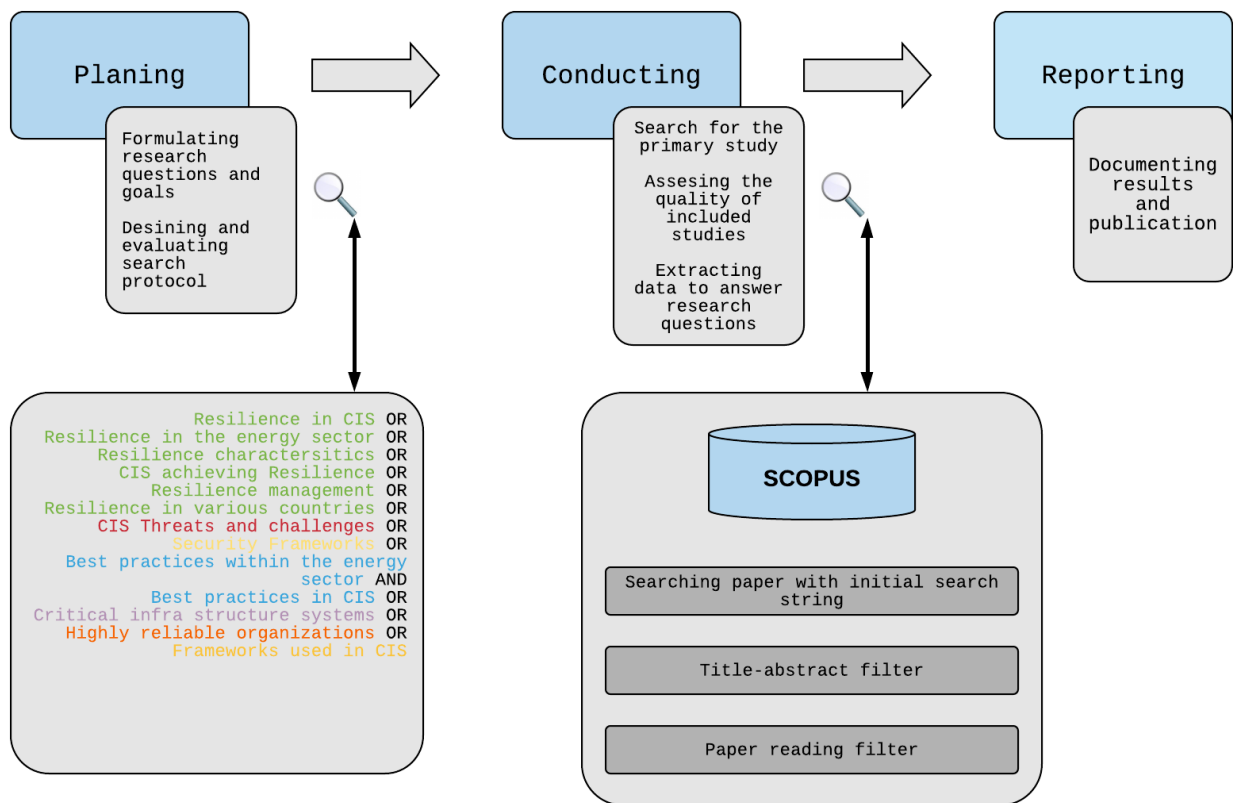 Planing
Formulating
research
questions and
goals
Desining and
evaluating
search
protocol
Conducting
Search for the
primary study
Assesing the
quality of
included
studies
Extracting
data to answer
research
questions
Reporting
Documenting
results
and
publication
Resilience in CIS OR
Resilience in the energy sector OR
Resilience charactersitics OR
CIS achieving Resilience OR
Resilience management OR
Resilience in various countries OR
CIS Threats and challenges OR
Security Frameworks OR
Best practices within the energy
sector AND
Best practices in CIS OR
Critical infra structure systems OR
Highly reliable organizations OR
Frameworks used in CIS
SCOPUS
Searching paper with initial search
string
Title-abstract filter
Paper reading filter